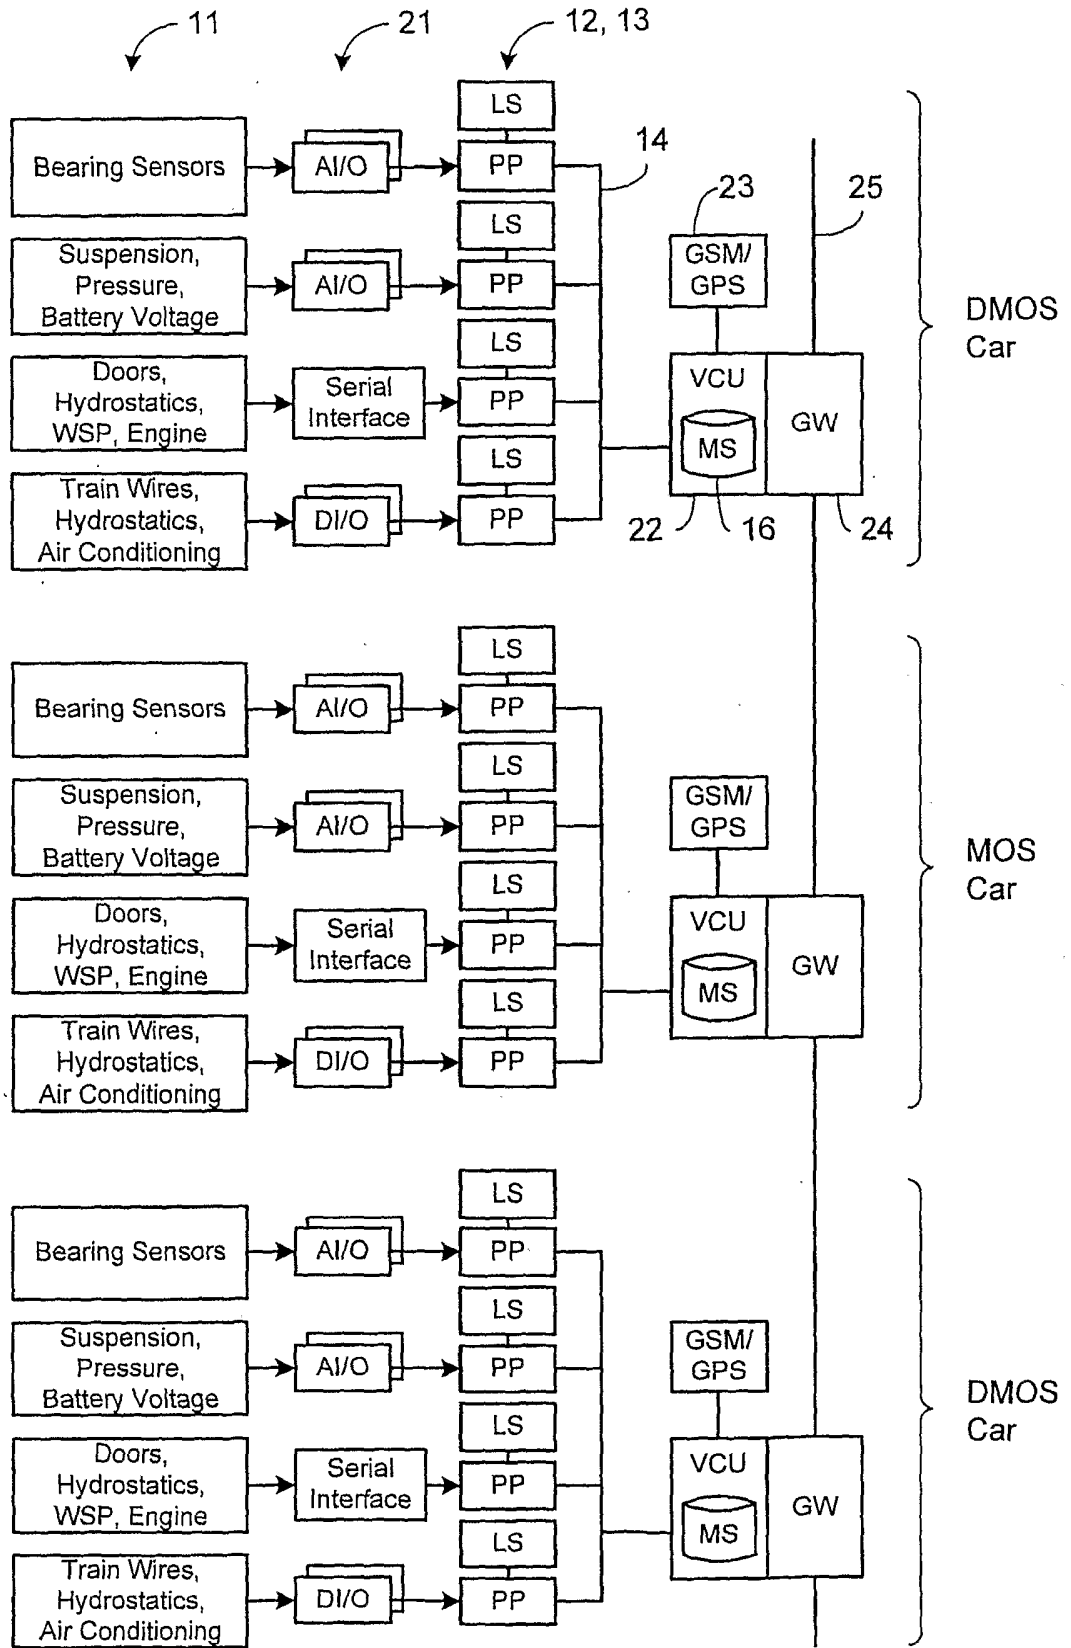 11
21
12, 13
LS
Bearing Sensors
AI/O
PP
14
LS
23
25
Suspension,
Pressure,
Battery Voltage
AI/O
PP
GSM/
GPS
DMOS
Car
LS
Doors,
Hydrostatics,
WSP, Engine
Serial
Interface
PP
VCU
MS
GW
LS
Train Wires,
Hydrostatics,
Air Conditioning
DI/O
PP
22
16
24
LS
Bearing Sensors
AI/O
PP
LS
Suspension,
Pressure,
Battery Voltage
AI/O
PP
GSM/
GPS
MOS
Car
LS
Doors,
Hydrostatics,
WSP, Engine
Serial
Interface
PP
VCU
MS
GW
LS
Train Wires,
Hydrostatics,
Air Conditioning
DI/O
PP
LS
Bearing Sensors
AI/O
PP
LS
Suspension,
Pressure,
Battery Voltage
AI/O
PP
GSM/
GPS
DMOS
Car
LS
Doors,
Hydrostatics,
WSP, Engine
Serial
Interface
PP
VCU
MS
GW
LS
Train Wires,
Hydrostatics,
Air Conditioning
DI/O
PP